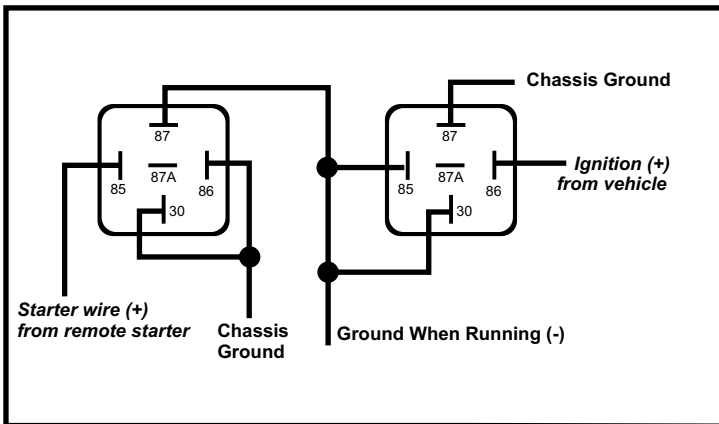 Chassis Ground
87
87
85
87A
86
85
87A
86
Ignition (+)
from vehicle
30
30
Starter wire (+)
from remote starter
Chassis
Ground
Ground When Running (-)